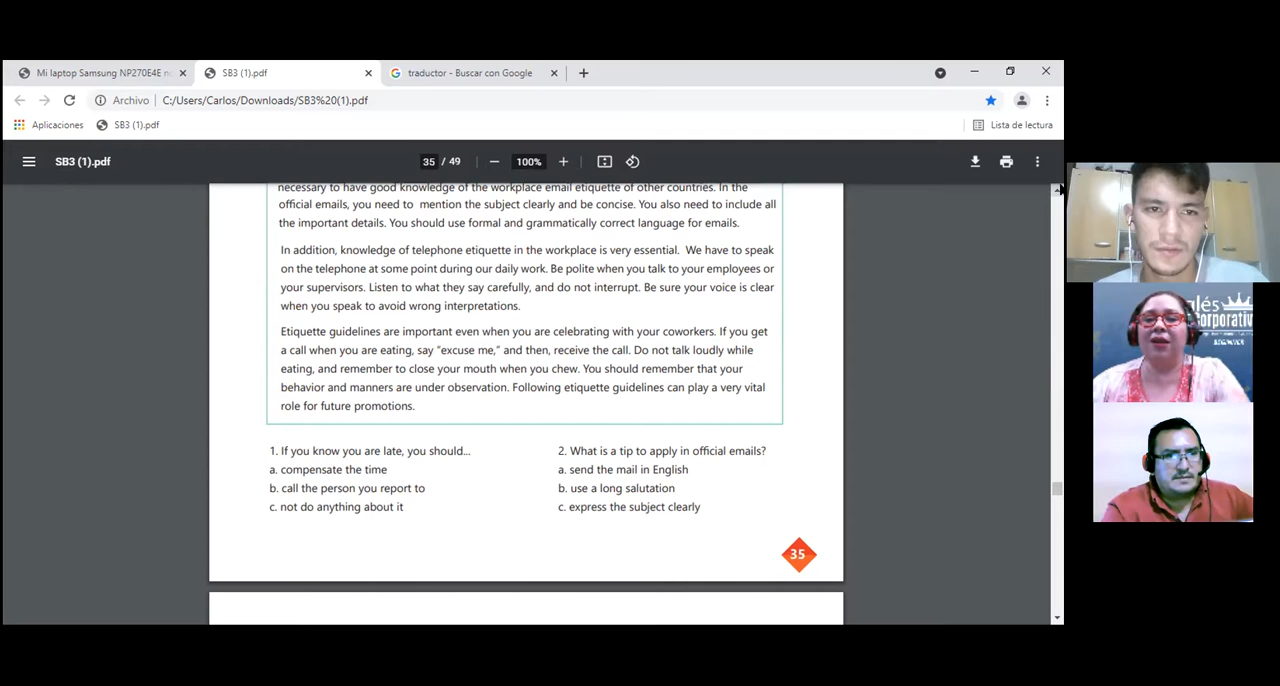 Mi laptop Samsung NP270E4E no
SB3 (1).pdf
traductor - Buscar con Google
Archivo | C:/Users/Carlos/Downloads/SB3%20(1).pdf
Aplicaciones
SB3 (1).pdf
Lista de lectura
SB3 (1).pdf
35 / 49
100%
necessary to have good knowledge of the workplace email etiquette of other countries. In the
official emails, you need to mention the subject clearly and be concise. You also need to include all
the important details. You should use formal and grammatically correct language for emails.
In addition, knowledge of telephone etiquette in the workplace is very essential. We have to speak
on the telephone at some point during our daily work. Be polite when you talk to your employees or
your supervisors. Listen to what they say carefully, and do not interrupt. Be sure your voice is clear
when you speak to avoid wrong interpretations.
Etiquette guidelines are important even when you are celebrating with your coworkers. If you get
a call when you are eating, say “excuse me,” and then, receive the call. Do not talk loudly while
eating, and remember to close your mouth when you chew. You should remember that your
behavior and manners are under observation. Following etiquette guidelines can play a very vital
role for future promotions.
1. If you know you are late, you should...
a. compensate the time
b. call the person you report to
c. not do anything about it
2. What is a tip to apply in official emails?
a. send the mail in English
b. use a long salutation
c. express the subject clearly
35
glés
Corporativ